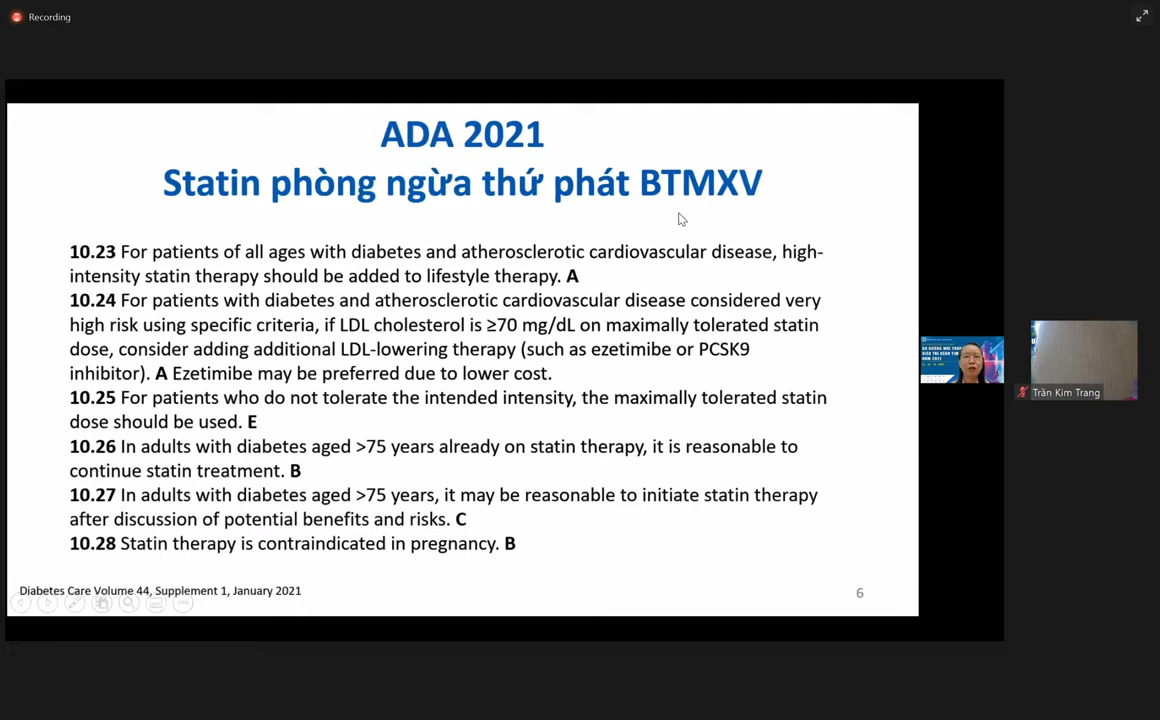 Recording
ADA 2021
Statin phòng ngừa thứ phát BTMXV
10.23 For patients of all ages with diabetes and atherosclerotic cardiovascular disease, high-
intensity statin therapy should be added to lifestyle therapy. A
10.24 For patients with diabetes and atherosclerotic cardiovascular disease considered very
high risk using specific criteria, if LDL cholesterol is ≥70 mg/dL on maximally tolerated statin
dose, consider adding additional LDL-lowering therapy (such as ezetimibe or PCSK9
inhibitor). A Ezetimibe may be preferred due to lower cost.
10.25 For patients who do not tolerate the intended intensity, the maximally tolerated statin
dose should be used. E
10.26 In adults with diabetes aged >75 years already on statin therapy, it is reasonable to
continue statin treatment. B
10.27 In adults with diabetes aged >75 years, it may be reasonable to initiate statin therapy
after discussion of potential benefits and risks. C
10.28 Statin therapy is contraindicated in pregnancy. B
Diabetes Care Volume 44, Supplement 1, January 2021
6
Trần Kim Trang